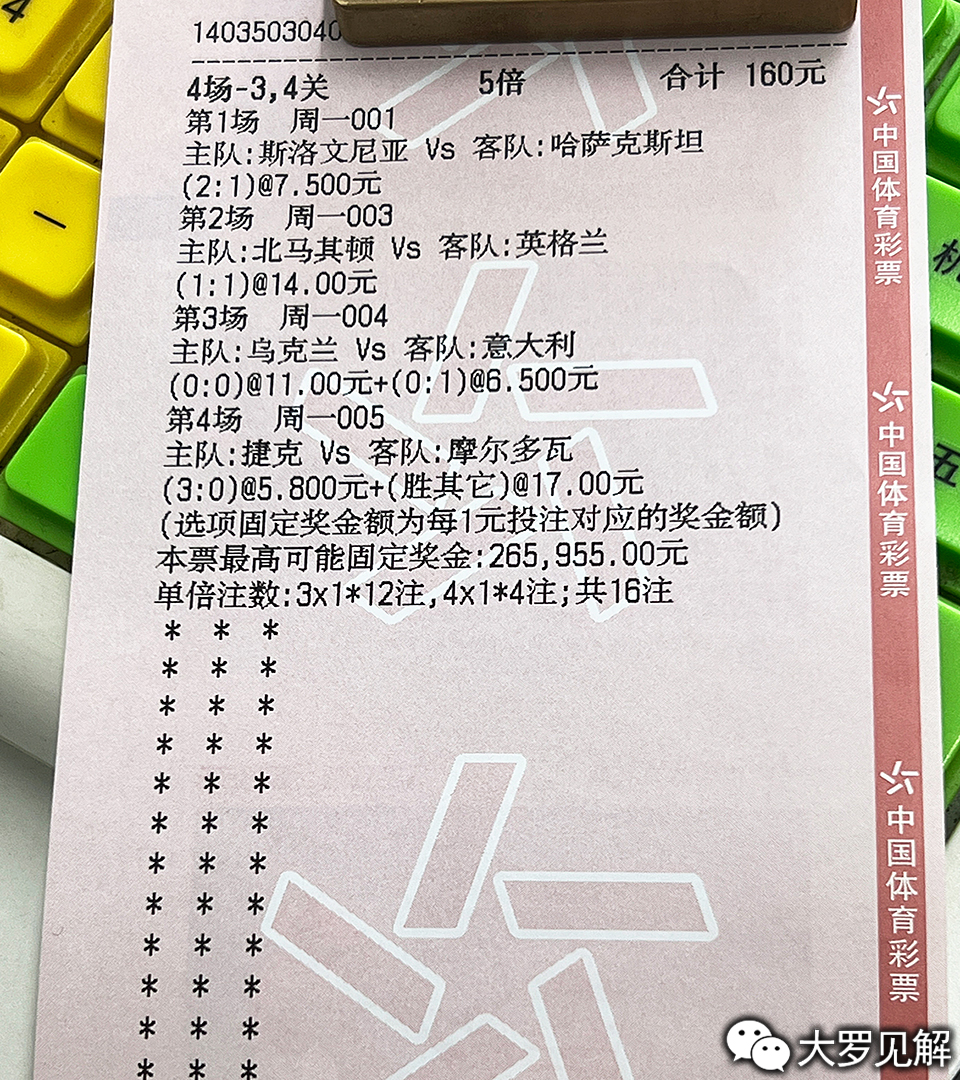 1403503040
4场-3,4关 5倍 合计 160元
第1场 周一001
主队:斯洛文尼亚 Vs 客队:哈萨克斯坦
(2:1)@7.500元
第2场 周一003
主队:北马其顿 Vs 客队:英格兰
(1:1)@14.00元
第3场 周一004
主队:乌克兰 Vs 客队:意大利
(0:0)@11.00元+(0:1)@6.500元
第4场 周一005
主队:捷克 Vs 客队:摩尔多瓦
(3:0)@5.800元+(胜其它)@17.00元
(选项固定奖金额为每1元投注对应的奖金额)
本票最高可能固定奖金:265,955.00元
单倍注数:3x1*12注,4x1*4注;共16注
* * *
* * *
* * *
* * *
* * *
* * *
* * *
* * *
* * *
* * *
* * *
* * *
中国体育彩票
中国体育彩票
中国体育彩票
4
一
五
大罗见解